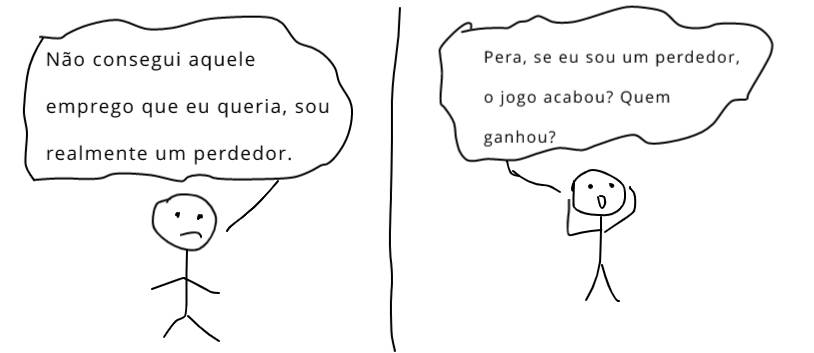 Não consegui aquele
emprego que eu queria, sou
realmente um perdedor.
Pera, se eu sou um perdedor,
o jogo acabou? Quem
ganhou?